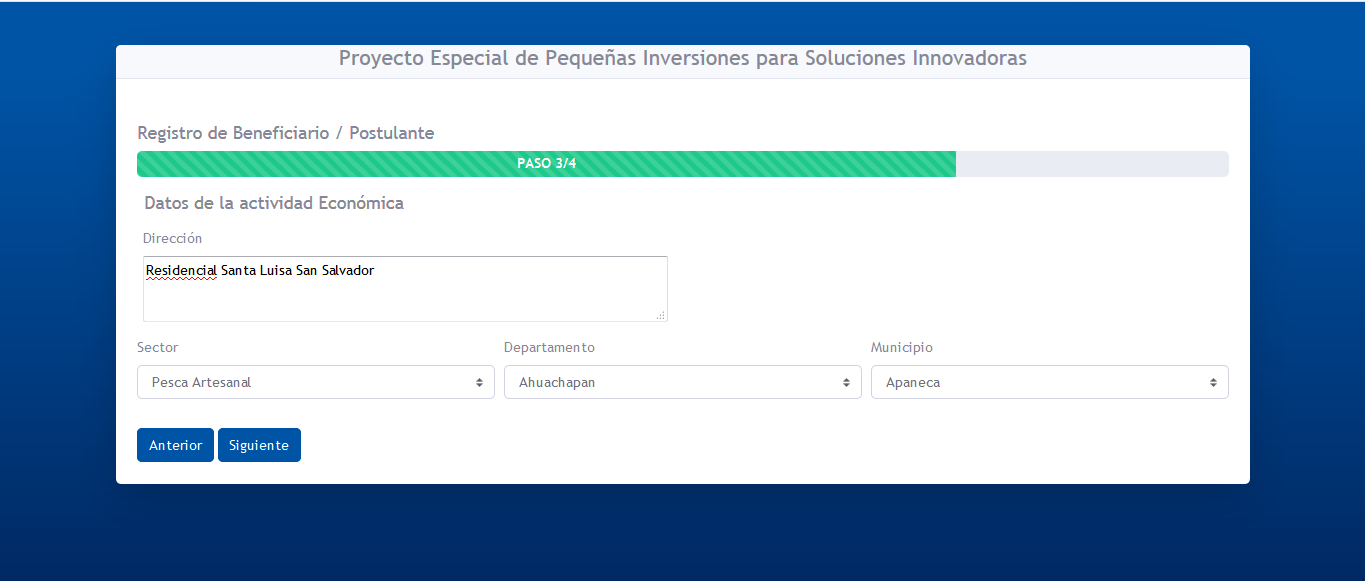 Proyecto Especial de Pequeñas Inversiones para Soluciones Innovadoras
Registro de Beneficiario / Postulante
PASO 3/4
Datos de la actividad Económica
Dirección
Residencial Santa Luisa San Salvador
Sector Departamento Municipio
Pesca Artesanal Ahuachapan Apaneca
Anterior Siguiente